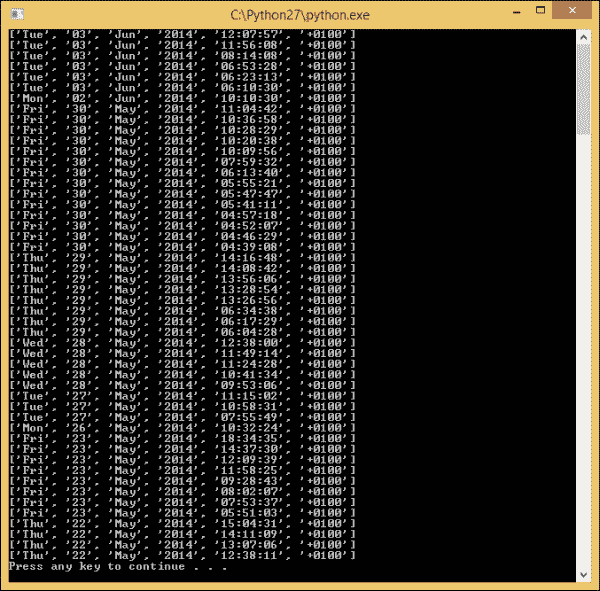 C:\Python27\python.exe
['Tue', '03', 'Jun', '2014', '12:07:57', '+0100']
['Tue', '03', 'Jun', '2014', '11:56:08', '+0100']
['Tue', '03', 'Jun', '2014', '08:14:08', '+0100']
['Tue', '03', 'Jun', '2014', '06:53:28', '+0100']
['Tue', '03', 'Jun', '2014', '06:23:13', '+0100']
['Tue', '03', 'Jun', '2014', '06:10:30', '+0100']
['Mon', '02', 'Jun', '2014', '10:10:30', '+0100']
['Fri', '30', 'May', '2014', '11:04:42', '+0100']
['Fri', '30', 'May', '2014', '10:36:58', '+0100']
['Fri', '30', 'May', '2014', '10:28:29', '+0100']
['Fri', '30', 'May', '2014', '10:20:38', '+0100']
['Fri', '30', 'May', '2014', '10:09:56', '+0100']
['Fri', '30', 'May', '2014', '07:59:32', '+0100']
['Fri', '30', 'May', '2014', '06:13:40', '+0100']
['Fri', '30', 'May', '2014', '05:55:21', '+0100']
['Fri', '30', 'May', '2014', '05:47:47', '+0100']
['Fri', '30', 'May', '2014', '05:41:11', '+0100']
['Fri', '30', 'May', '2014', '04:57:18', '+0100']
['Fri', '30', 'May', '2014', '04:52:07', '+0100']
['Fri', '30', 'May', '2014', '04:46:29', '+0100']
['Fri', '30', 'May', '2014', '04:39:08', '+0100']
['Thu', '29', 'May', '2014', '14:16:48', '+0100']
['Thu', '29', 'May', '2014', '14:08:42', '+0100']
['Thu', '29', 'May', '2014', '13:56:06', '+0100']
['Thu', '29', 'May', '2014', '13:28:54', '+0100']
['Thu', '29', 'May', '2014', '13:26:56', '+0100']
['Thu', '29', 'May', '2014', '06:34:38', '+0100']
['Thu', '29', 'May', '2014', '06:17:29', '+0100']
['Thu', '29', 'May', '2014', '06:04:28', '+0100']
['Wed', '28', 'May', '2014', '12:38:00', '+0100']
['Wed', '28', 'May', '2014', '11:49:14', '+0100']
['Wed', '28', 'May', '2014', '11:24:28', '+0100']
['Wed', '28', 'May', '2014', '10:41:34', '+0100']
['Wed', '28', 'May', '2014', '09:53:06', '+0100']
['Tue', '27', 'May', '2014', '11:15:02', '+0100']
['Tue', '27', 'May', '2014', '10:58:31', '+0100']
['Tue', '27', 'May', '2014', '07:55:49', '+0100']
['Mon', '26', 'May', '2014', '10:32:24', '+0100']
['Fri', '23', 'May', '2014', '18:34:35', '+0100']
['Fri', '23', 'May', '2014', '14:37:30', '+0100']
['Fri', '23', 'May', '2014', '12:09:39', '+0100']
['Fri', '23', 'May', '2014', '11:58:25', '+0100']
['Fri', '23', 'May', '2014', '09:28:43', '+0100']
['Fri', '23', 'May', '2014', '08:02:07', '+0100']
['Fri', '23', 'May', '2014', '07:53:37', '+0100']
['Fri', '23', 'May', '2014', '05:51:03', '+0100']
['Thu', '22', 'May', '2014', '15:04:31', '+0100']
['Thu', '22', 'May', '2014', '14:11:09', '+0100']
['Thu', '22', 'May', '2014', '13:07:06', '+0100']
['Thu', '22', 'May', '2014', '12:38:11', '+0100']
Press any key to continue . . .